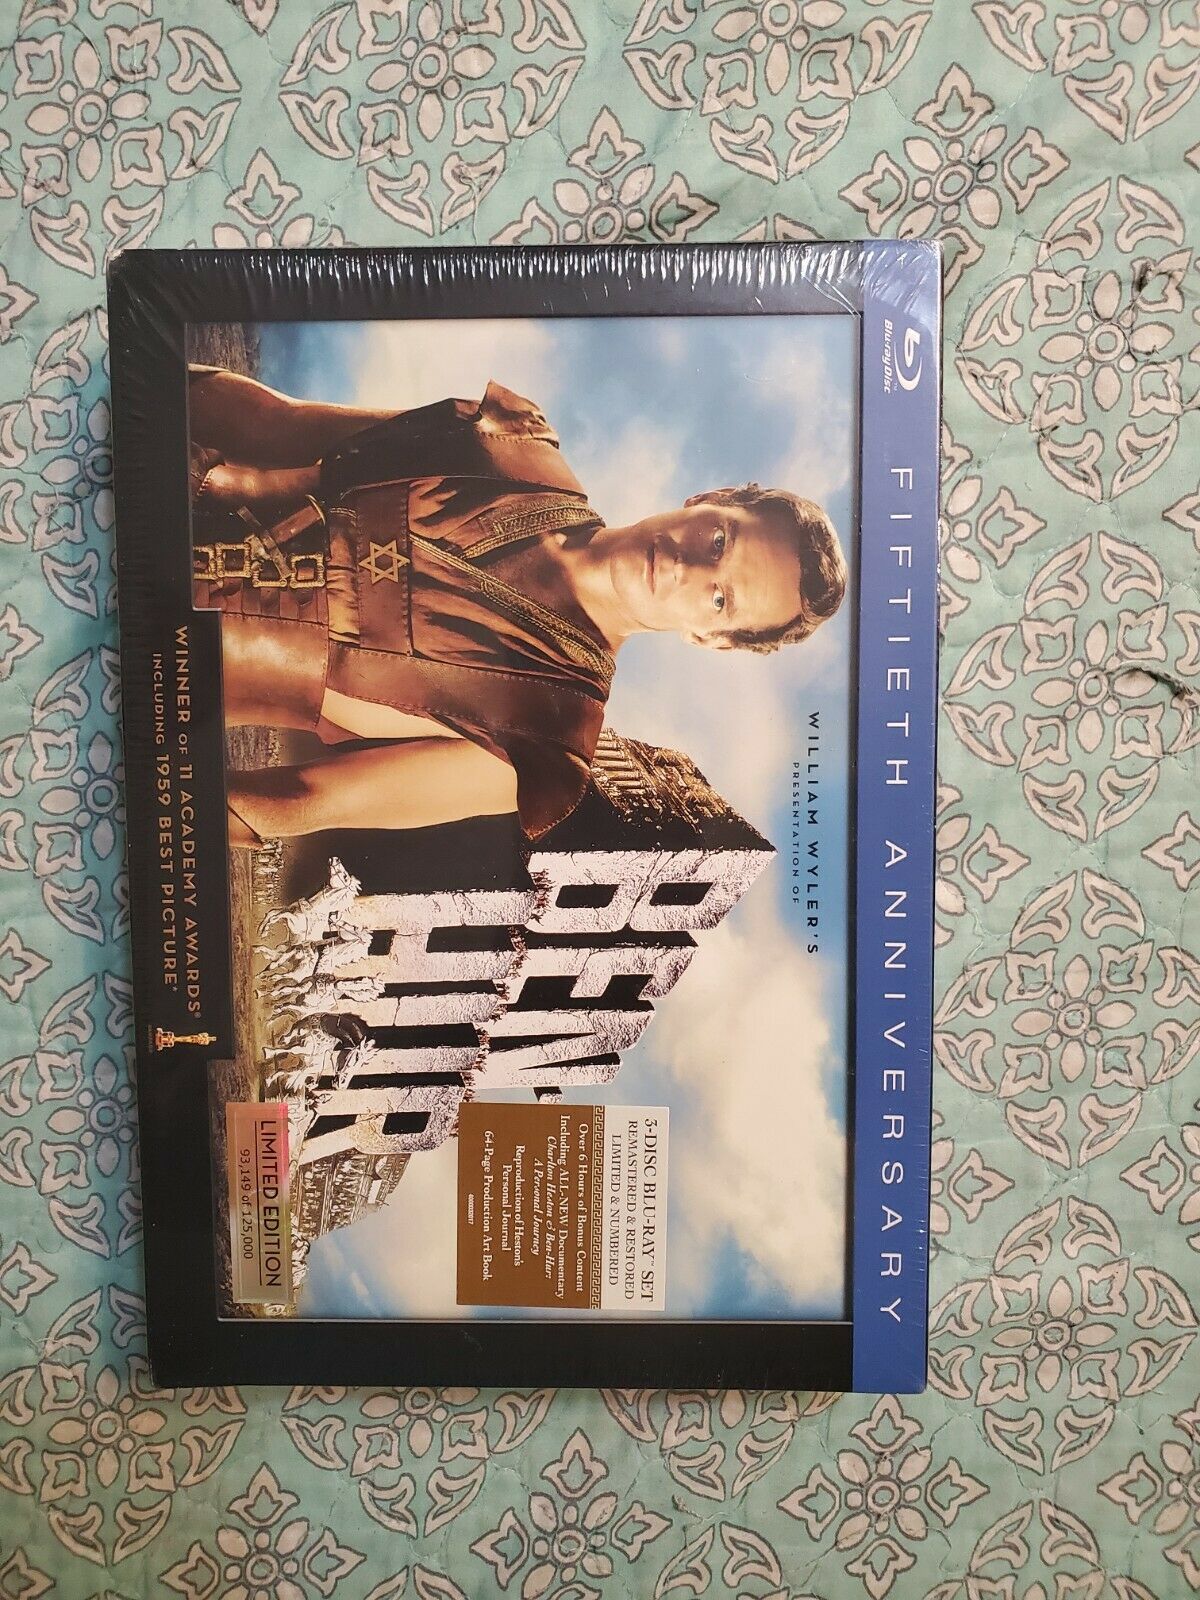 Blu-ray Disc
FIFTIETH ANNIVERSARY
WILLIAM WYLER'S
PRESENTATION OF
BEN-
HUR
3-DISC BLU-RAY™ SET
REMASTERED & RESTORED
LIMITED & NUMBERED
Over 6 Hours of Bonus Content
Including ALL-NEW Documentary
Charlton Heston & Ben-Hur:
A Personal Journey
Reproduction of Heston's
Personal Journal
64-Page Production Art Book
4000032017
LIMITED EDITION
93,149 of 125,000
WINNER OF 11 ACADEMY AWARDS®
INCLUDING 1959 BEST PICTURE*